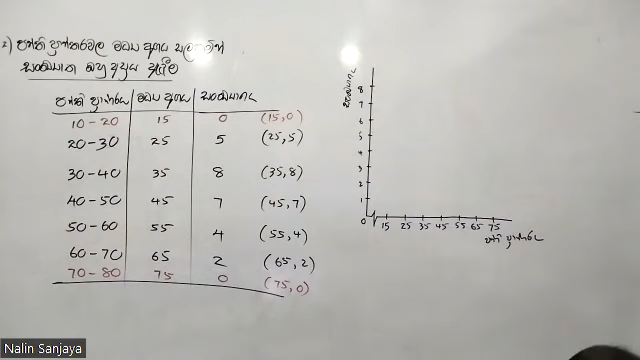 2) පන්ති ප්‍රාන්තරවල මධ්‍ය අගය සලකමින්
සංඛ්‍යාත බහු අස්‍රය ඇඳීම
පන්ති ප්‍රාන්තරය මධ්‍ය අගය සංඛ්‍යාතය
10-20 15 0 (15,0)
20-30 25 5 (25,5)
30-40 35 8 (35,8)
40-50 45 7 (45,7)
50-60 55 4 (55,4)
60-70 65 2 (65,2)
70-80 75 0 (75,0)
සංඛ්‍යාතය
8
7
6
5
4
3
2
1
15 25 35 45 55 65 75
පන්ති ප්‍රාන්තරය
Nalin Sanjaya